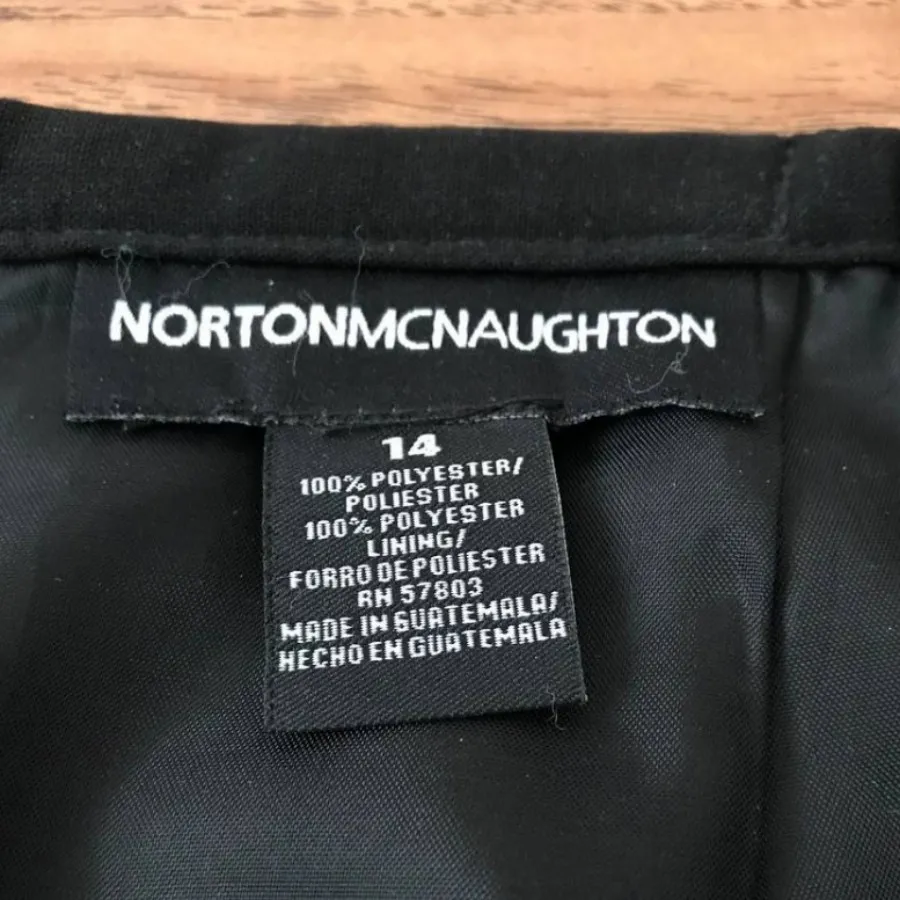 NORTONMCNAUGHTON
14
100% POLYESTER/
POLIESTER
100% POLYESTER
LINING/
FORRO DE POLIESTER
RN 57803
MADE IN GUATEMALA/
HECHO EN GUATEMALA